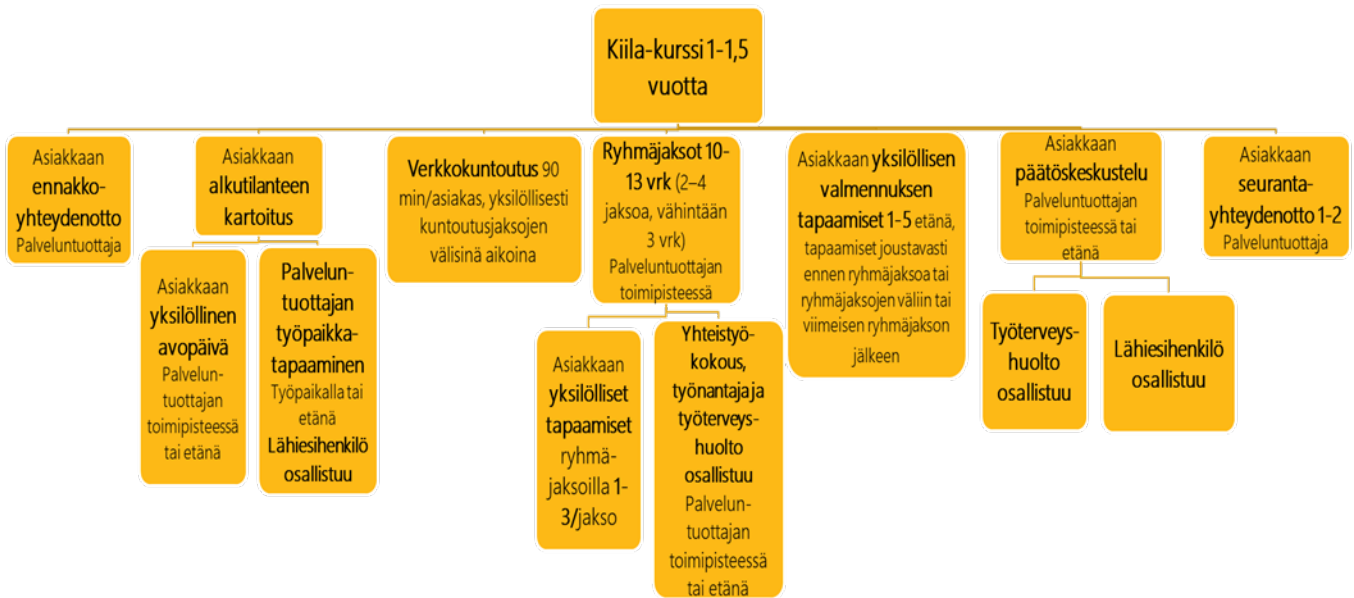 Kiila-kurssi 1-1,5
vuotta
Asiakkaan
ennakko-
yhteydenotto
Palveluntuottaja
Asiakkaan
alkutilanteen
kartoitus
Asiakkaan
yksilöllinen
avopäivä
Palvelun-
tuottajan
toimipisteessä
tai etänä
Palvelun-
tuottajan
työpaikka-
tapaaminen
Työpaikalla tai
etänä
Lähiesihenkilö
osallistuu
Verkkokuntoutus 90
min/asiakas, yksilöllisesti
kuntoutusjaksojen
välisinä aikoina
Ryhmäjaksot 10-
13 vrk (2–4
jaksoa, vähintään
3 vrk)
Palveluntuottajan
toimipisteessä
Asiakkaan
yksilölliset
tapaamiset
ryhmä-
jaksoilla 1-
3/jakso
Yhteistyö-
kokous,
työnantaja ja
työterveys-
huolto
osallistuu
Palvelun-
tuottajan
toimipisteessä
tai etänä
Asiakkaan yksilöllisen
valmennuksen
tapaamiset 1-5 etänä,
tapaamiset joustavasti
ennen ryhmäjaksoa tai
ryhmäjaksojen väliin tai
viimeisen ryhmäjakson
jälkeen
Asiakkaan
päätöskeskustelu
Palveluntuottajan
toimipisteessä tai
etänä
Työterveys-
huolto
osallistuu
Lähiesihenkilö
osallistuu
Asiakkaan
seuranta-
yhteydenotto 1-2
Palveluntuottaja